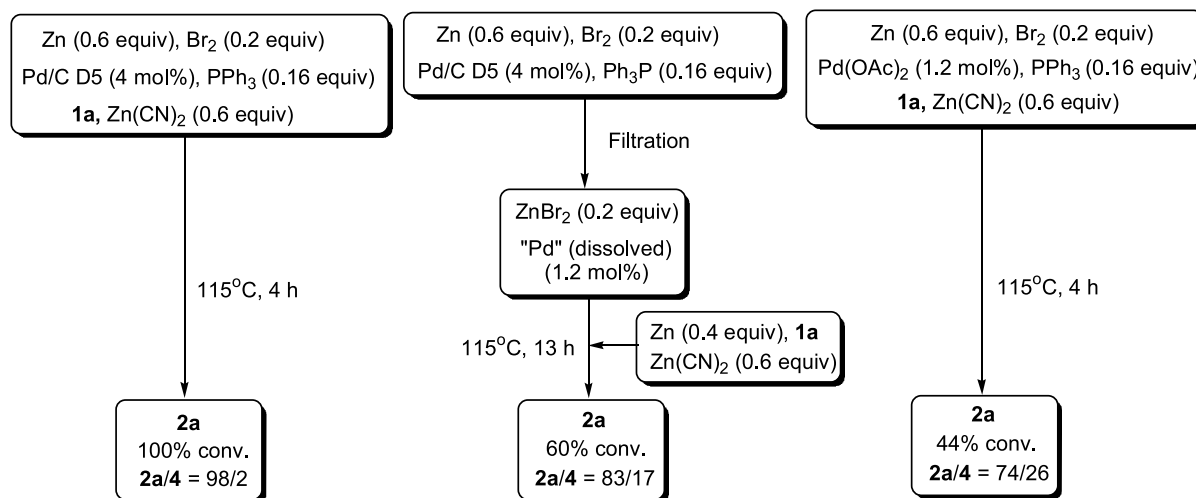 Zn (0.6 equiv), Br₂ (0.2 equiv)
Pd/C D5 (4 mol%), PPh₃ (0.16 equiv)
1a, Zn(CN)₂ (0.6 equiv)
115°C, 4 h
2a
100% conv.
2a/4 = 98/2
Zn (0.6 equiv), Br₂ (0.2 equiv)
Pd/C D5 (4 mol%), Ph₃P (0.16 equiv)
Filtration
ZnBr₂ (0.2 equiv)
"Pd" (dissolved)
(1.2 mol%)
115°C, 13 h
Zn (0.4 equiv), 1a
Zn(CN)₂ (0.6 equiv)
2a
60% conv.
2a/4 = 83/17
Zn (0.6 equiv), Br₂ (0.2 equiv)
Pd(OAc)₂ (1.2 mol%), PPh₃ (0.16 equiv)
1a, Zn(CN)₂ (0.6 equiv)
115°C, 4 h
2a
44% conv.
2a/4 = 74/26